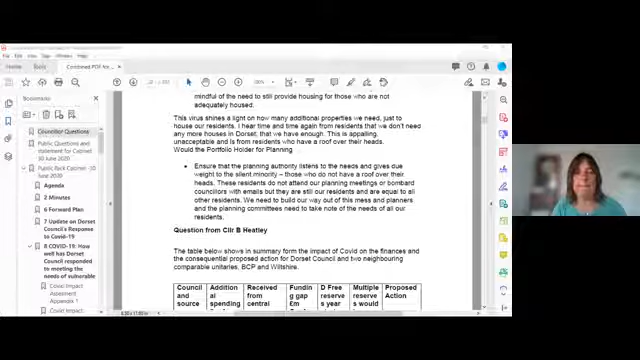 Home
Tools
Combined PDF for...
Bookmarks
Councillor Questions
Public Questions
and statement for Cabinet
30 June 2020
Public Pack Cabinet -30
June 2020
Agenda
2 Minutes
6 Forward Plan
7 Update on Dorset
Council's Response
to Covid-19
8 COVID-19: How
well has Dorset
Council responded
to meeting the
needs of vulnerable
Covid Impact
Assessment
Appendix 1
Covid Impact
mindful of the need to still provide housing for those who are not
adequately housed.
This virus shines a light on how many additional properties we need, just to
house our residents. I hear time and time again from residents that we don't need
any more houses in Dorset, that we have enough. This is appalling,
unacceptable and is from residents who have a roof over their heads.
Would the Portfolio Holder for Planning
• Ensure that the planning authority listens to the needs and gives due
weight to the silent minority – those who do not have a roof over their
heads. These residents do not attend our planning meetings or bombard
councillors with emails but they are still our residents and are equal to all
other residents. We need to build our way out of this mess and planners
and the planning committees need to take note of the needs of all our
residents.
Question from Cllr B Heatley
The table below shows in summary form the impact of Covid on the finances and
the consequential proposed action for Dorset Council and two neighbouring
comparable unitaries, BCP and Wiltshire.
Council and source
Addition al spending
Received from central
Fundin g gap £m
D Free reserve s year
Multiple reserve s would
Proposed Action